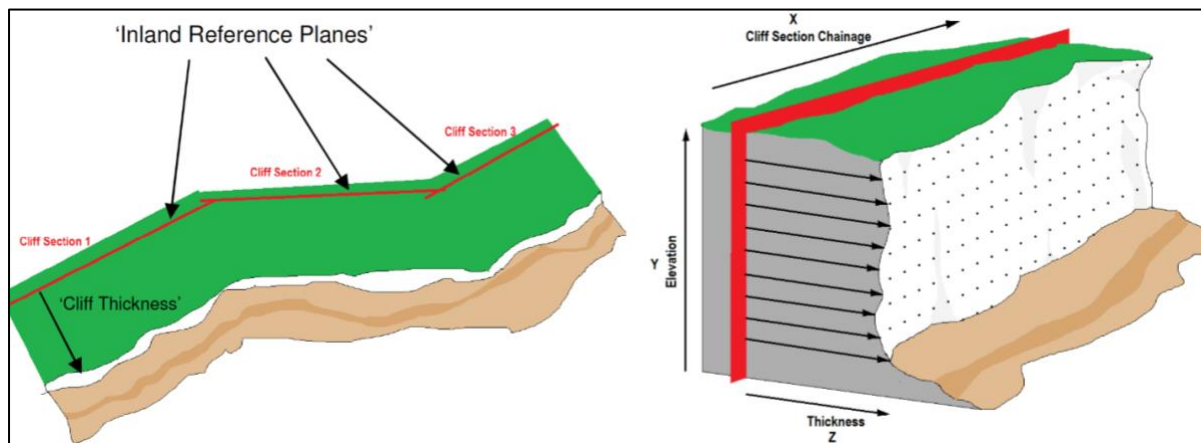 ‘Inland Reference Planes’
Cliff Section 3
Cliff Section 2
Cliff Section 1
‘Cliff Thickness’
X
Cliff Section Chainage
Y
Elevation
Thickness
Z